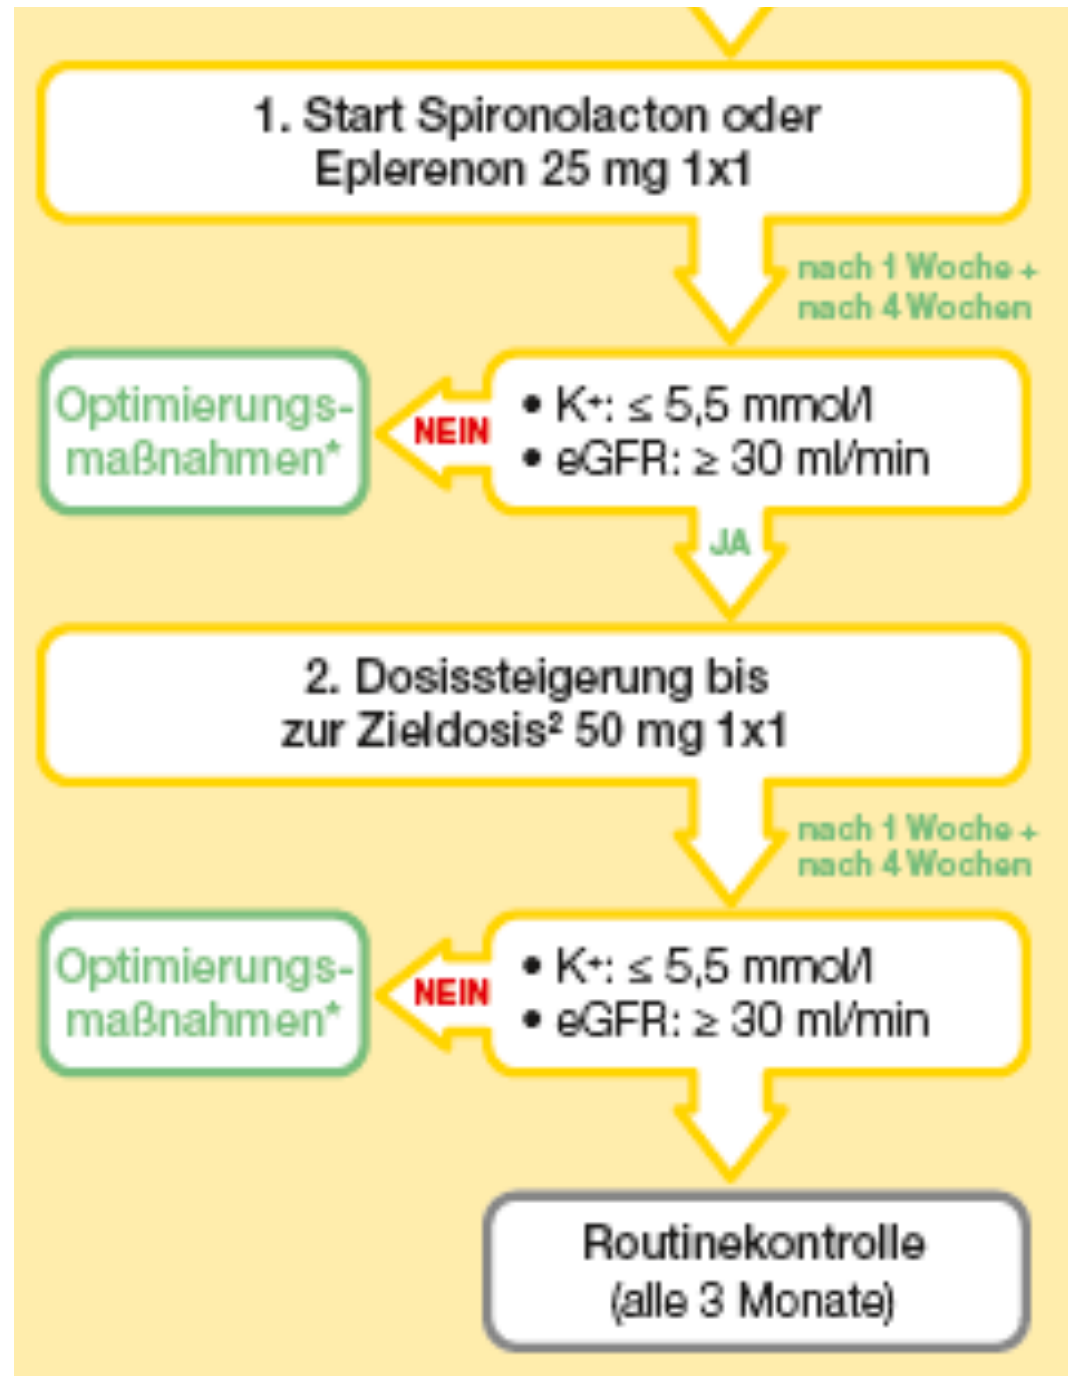 1. Start Spironolacton oder
Eplerenon 25 mg 1x1
nach 1 Woche +
nach 4 Wochen
Optimierungs-
maßnahmen*
NEIN
• K⁺: ≤ 5,5 mmol/l
• eGFR: ≥ 30 ml/min
JA
2. Dosissteigerung bis
zur Zieldosis² 50 mg 1x1
nach 1 Woche +
nach 4 Wochen
Optimierungs-
maßnahmen*
NEIN
• K⁺: ≤ 5,5 mmol/l
• eGFR: ≥ 30 ml/min
Routinekontrolle
(alle 3 Monate)